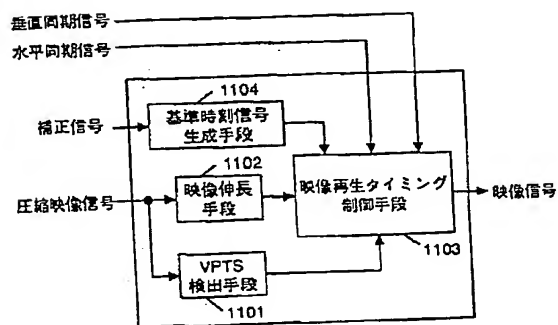 垂直同期信号
水平同期信号
1104
補正信号
基準時刻信号
生成手段
1102
圧縮映像信号
映像伸長
手段
映像再生タイミング
制御手段
映像信号
1103
VPTS
検出手段
1101